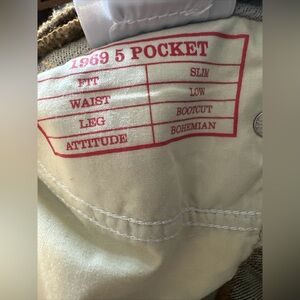 1969 5 POCKET
FIT SLIM
WAIST LOW
LEG BOOTCUT
ATTITUDE BOHEMIAN